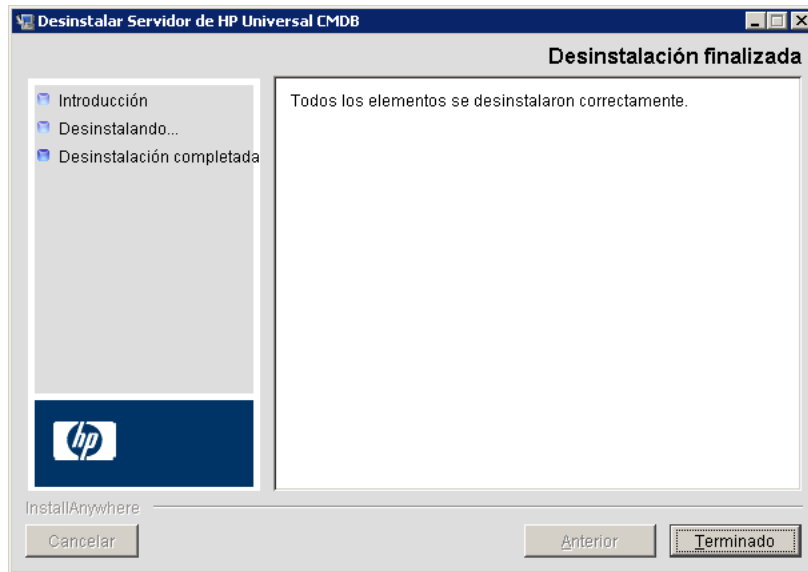 Desinstalar Servidor de HP Universal CMDB
Desinstalación finalizada
Introducción
Desinstalando...
Desinstalación completada
Todos los elementos se desinstalaron correctamente.
hp
InstallAnywhere
Cancelar
Anterior
Terminado